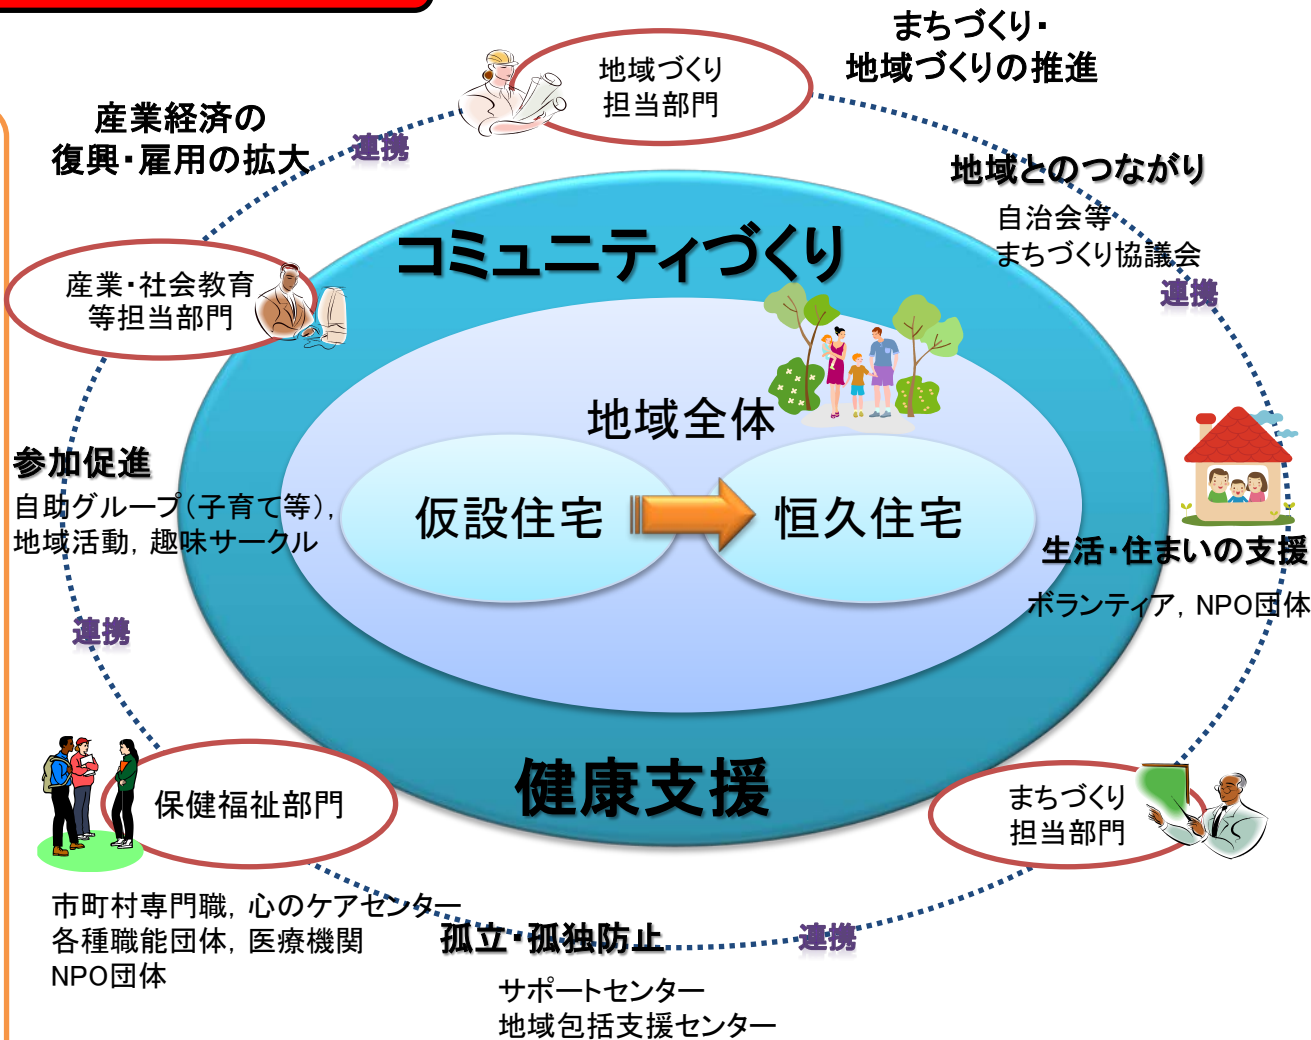 まちづくり・
地域づくりの推進
地域づくり
担当部門
産業経済の
復興・雇用の拡大
連携
地域とのつながり
自治会等
まちづくり協議会
連携
コミュニティづくり
産業・社会教育
等担当部門
地域全体
仮設住宅
恒久住宅
参加促進
自助グループ(子育て等),
地域活動, 趣味サークル
生活・住まいの支援
ボランティア, NPO団体
連携
健康支援
保健福祉部門
まちづくり
担当部門
市町村専門職, 心のケアセンター
各種職能団体, 医療機関
NPO団体
孤立・孤独防止
連携
サポートセンター
地域包括支援センター